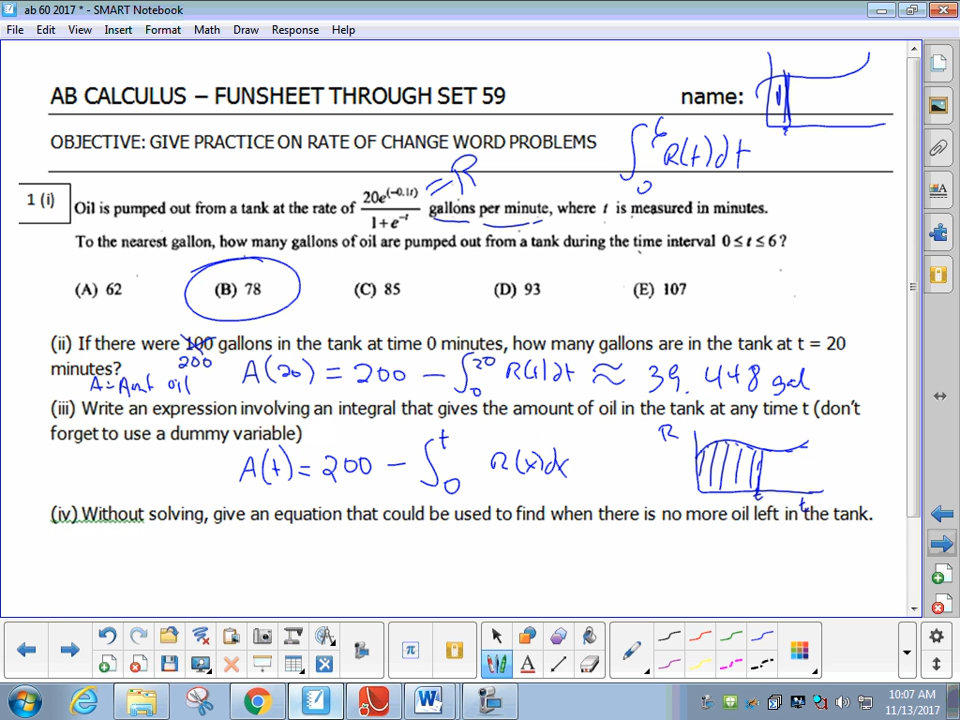 ab 60 2017 * - SMART Notebook
File Edit View Insert Format Math Draw Response Help
AB CALCULUS – FUNSHEET THROUGH SET 59 name:
OBJECTIVE: GIVE PRACTICE ON RATE OF CHANGE WORD PROBLEMS
∫₀⁶ R(t)dt
= R
1 (i)
Oil is pumped out from a tank at the rate of 20e^(−0.1t) / 1+e^−t gallons per minute, where t is measured in minutes.
To the nearest gallon, how many gallons of oil are pumped out from a tank during the time interval 0 ≤ t ≤ 6?
(A) 62 (B) 78 (C) 85 (D) 93 (E) 107
(ii) If there were 100 gallons in the tank at time 0 minutes, how many gallons are in the tank at t = 20
200
minutes? A(20) = 200 − ∫₀²⁰ R(t)dt ≈ 39.448 gal
A = Amt oil
(iii) Write an expression involving an integral that gives the amount of oil in the tank at any time t (don't
forget to use a dummy variable)
R
A(t) = 200 − ∫₀ᵗ R(x)dx
t
t
(iv) Without solving, give an equation that could be used to find when there is no more oil left in the tank.
π
A
10:07 AM
11/13/2017